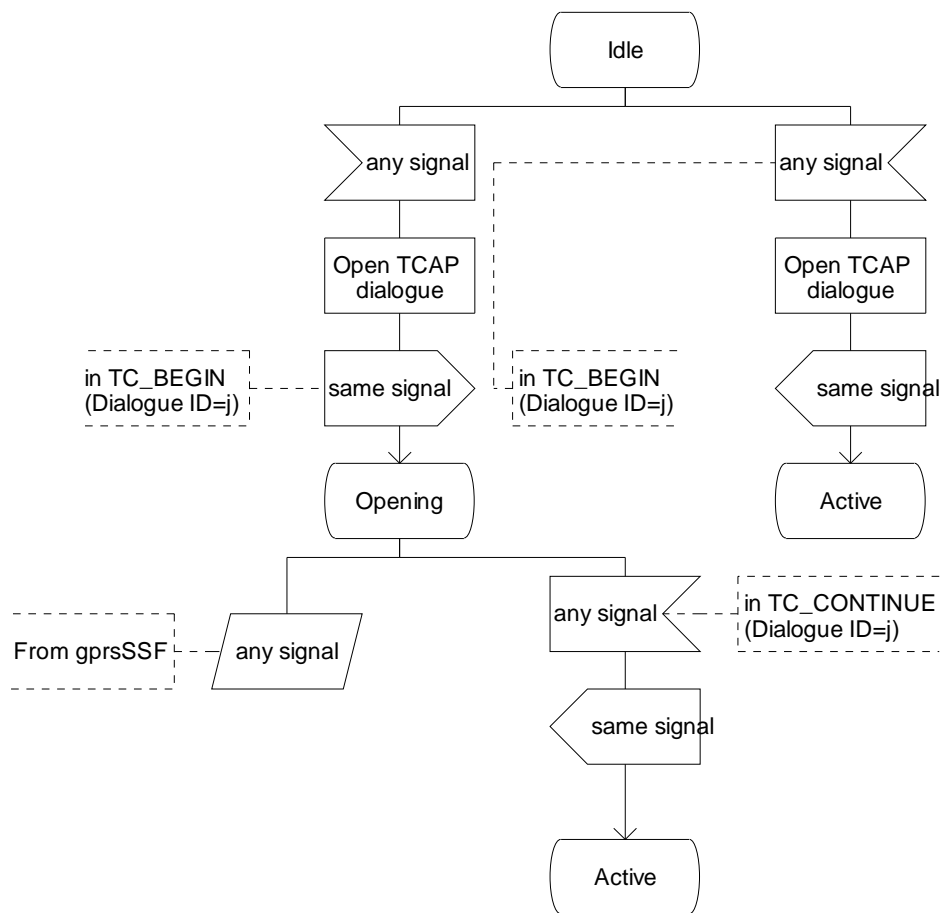 Idle
any signal
any signal
Open TCAP
dialogue
Open TCAP
dialogue
in TC_BEGIN
(Dialogue ID=j)
same signal
in TC_BEGIN
(Dialogue ID=j)
same signal
Opening
Active
From gprsSSF
any signal
any signal
in TC_CONTINUE
(Dialogue ID=j)
same signal
Active